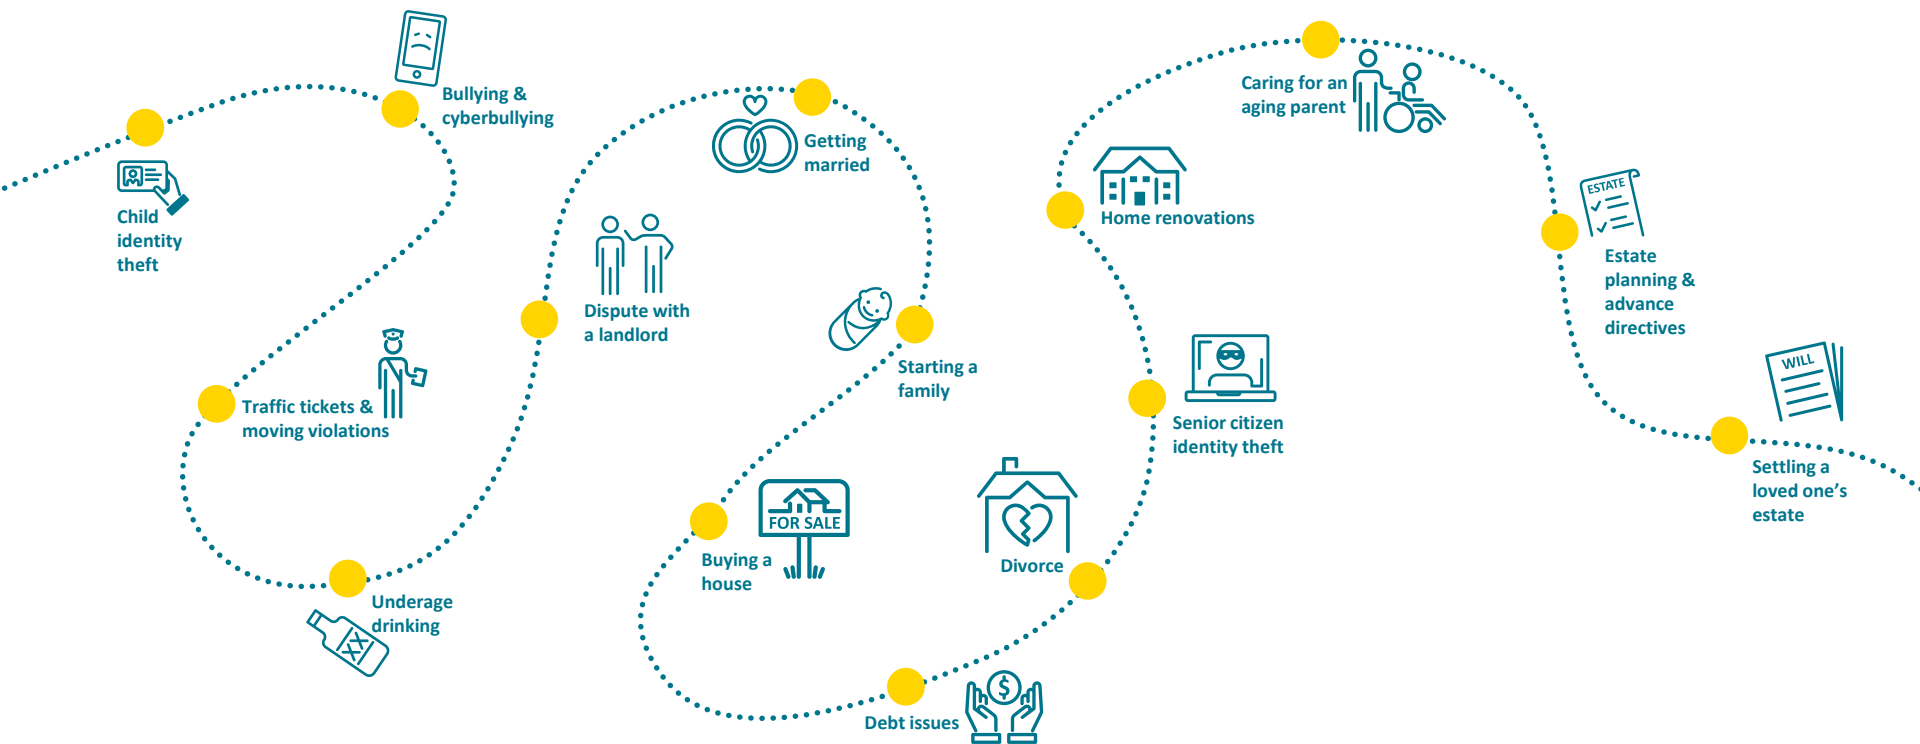 Bullying &
cyberbullying
Child
identity
theft
Traffic tickets &
moving violations
Underage
drinking
Dispute with
a landlord
Getting
married
Starting a
family
FOR SALE
Buying a
house
Debt issues
Divorce
Senior citizen
identity theft
Home renovations
Caring for an
aging parent
ESTATE
Estate
planning &
advance
directives
WILL
Settling a
loved one's
estate